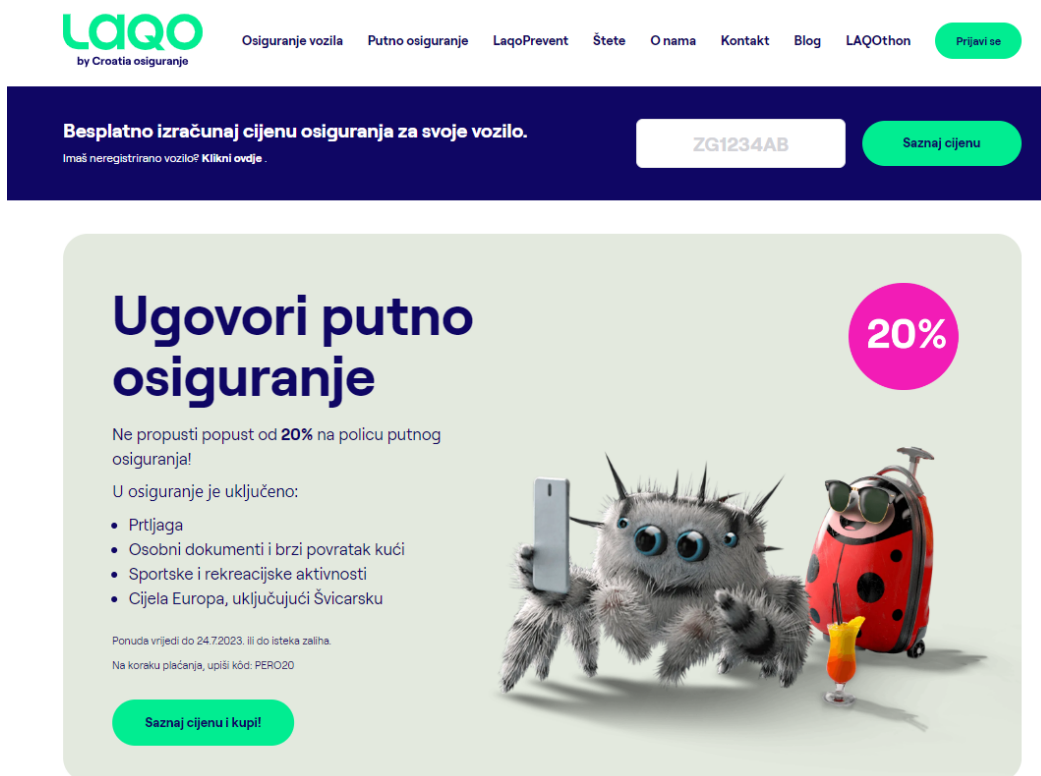 LAQO
by Croatia osiguranje
Osiguranje vozila
Putno osiguranje
LaqoPrevent
Štete
O nama
Kontakt
Blog
LAQOthon
Prijavi se
Besplatno izračunaj cijenu osiguranja za svoje vozilo.
Imaš neregistrirano vozilo? Klikni ovdje .
ZG1234AB
Saznaj cijenu
Ugovori putno
osiguranje
20%
Ne propusti popust od 20% na policu putnog
osiguranja!
U osiguranje je uključeno:
• Prtljaga
• Osobni dokumenti i brzi povratak kući
• Sportske i rekreacijske aktivnosti
• Cijela Europa, uključujući Švicarsku
Ponuda vrijedi do 24.7.2023. ili do isteka zaliha.
Na koraku plaćanja, upiši kôd: PERO20
Saznaj cijenu i kupi!